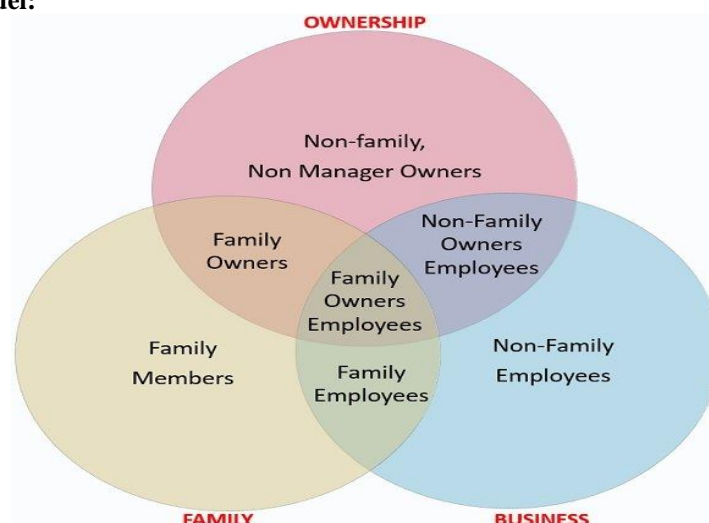 OWNERSHIP
Non-family,
Non Manager Owners
Family
Owners
Non-Family
Owners
Employees
Family
Owners
Employees
Family
Members
Family
Employees
Non-Family
Employees
FAMILY
BUSINESS